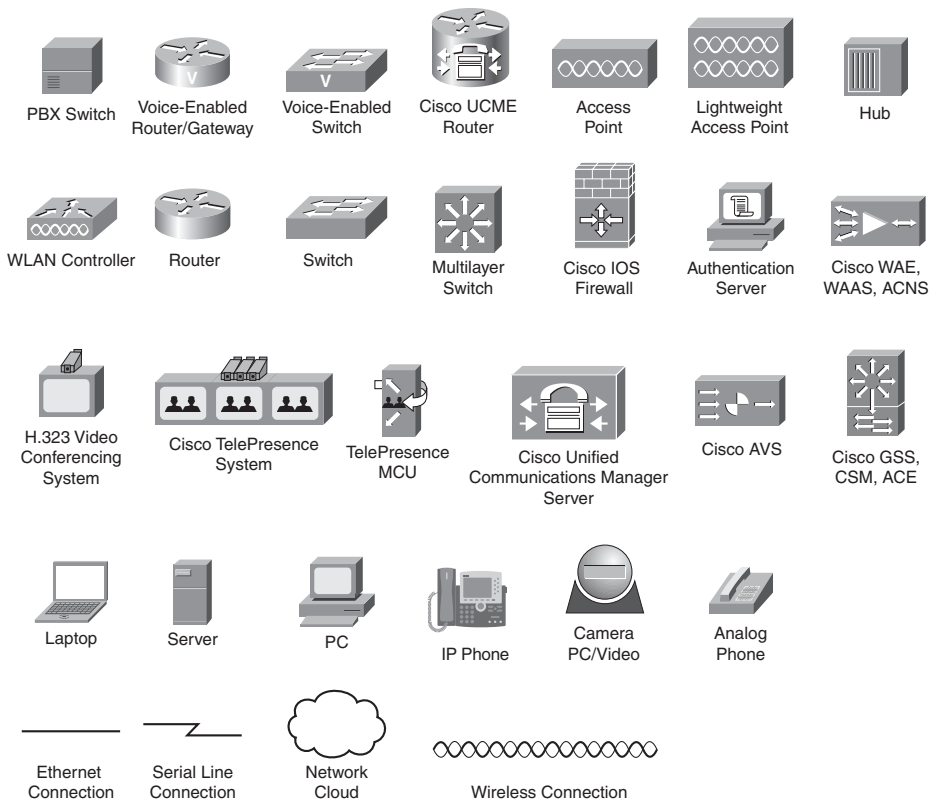 V
V
PBX Switch
Voice-Enabled
Router/Gateway
Voice-Enabled
Switch
Cisco UCME
Router
Access
Point
Lightweight
Access Point
Hub
WLAN Controller
Router
Switch
Multilayer
Switch
Cisco IOS
Firewall
Authentication
Server
Cisco WAE,
WAAS, ACNS
H.323 Video
Conferencing
System
Cisco TelePresence
System
TelePresence
MCU
Cisco Unified
Communications Manager
Server
Cisco AVS
Cisco GSS,
CSM, ACE
Laptop
Server
PC
IP Phone
Camera
PC/Video
Analog
Phone
Ethernet
Connection
Serial Line
Connection
Network
Cloud
Wireless Connection